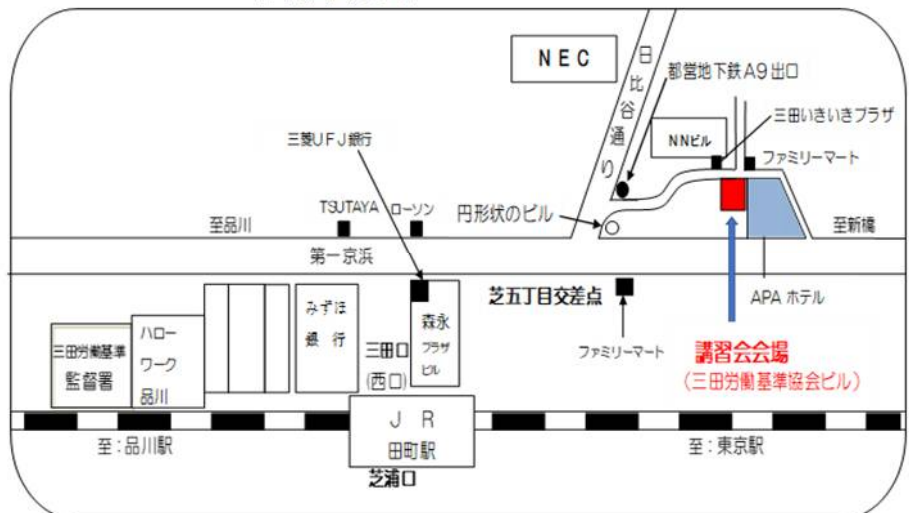 NEC
日比谷通り
都営地下鉄A9出口
三田いきいきプラザ
NNビル
ファミリーマート
三菱UFJ銀行
TSUTAYA
ローソン
円形状のビル
至品川
至新橋
第一京浜
芝五丁目交差点
APAホテル
みずほ
銀行
森永
プラザ
ビル
三田口
(西口)
ファミリーマート
講習会会場
(三田労働基準協会ビル)
三田労働基準
監督署
ハロー
ワーク
品川
JR
田町駅
至:品川駅
至:東京駅
芝浦口